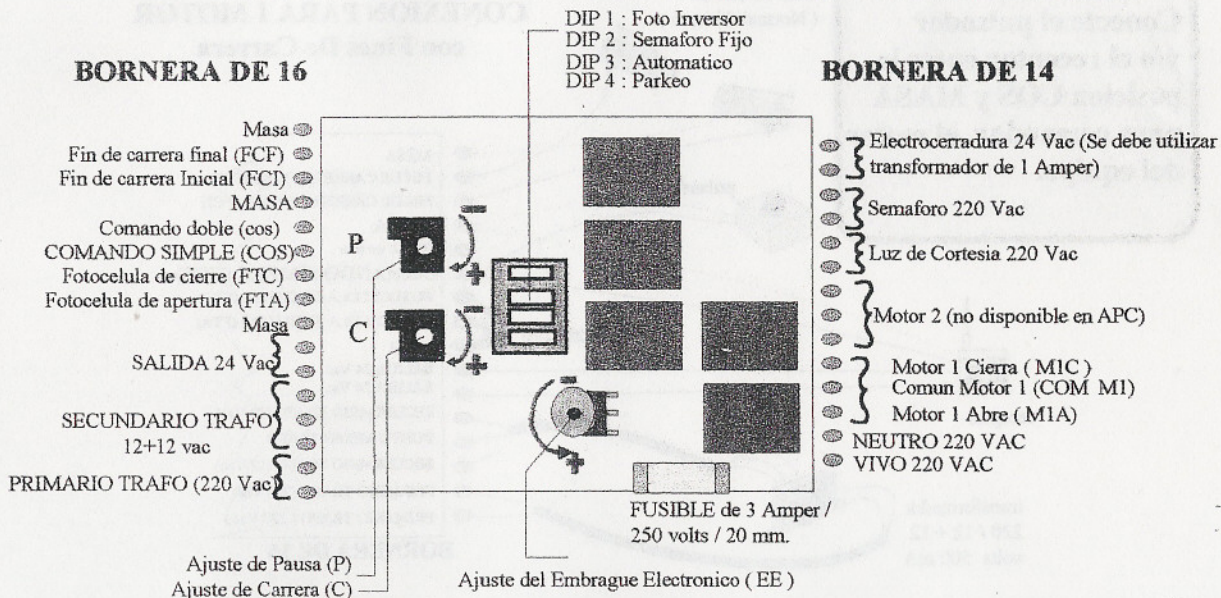 DIP 1 : Foto Inversor
DIP 2 : Semaforo Fijo
DIP 3 : Automatico
DIP 4 : Parkeo
BORNERA DE 16
BORNERA DE 14
Masa
Fin de carrera final (FCF)
Fin de carrera Inicial (FCI)
MASA
Comando doble (cos)
COMANDO SIMPLE (COS)
Fotocelula de cierra (FTC)
Fotocelula de apertura (FTA)
Masa
SALIDA 24 Vac
SECUNDARIO TRAFO
12+12 vac
PRIMARIO TRAFO (220 Vac)
P
C
-
+
-
+
-
+
Electrocerradura 24 Vac (Se debe utilizar
transformador de 1 Amper)
Semaforo 220 Vac
Luz de Cortesia 220 Vac
Motor 2 (no disponible en APC)
Motor 1 Cierra ( M1C )
Comun Motor 1 (COM M1)
Motor 1 Abre ( M1A )
NEUTRO 220 VAC
VIVO 220 VAC
FUSIBLE de 3 Amper /
250 volts / 20 mm.
Ajuste de Pausa (P)
Ajuste de Carrera (C)
Ajuste del Embrague Electronico ( EE )